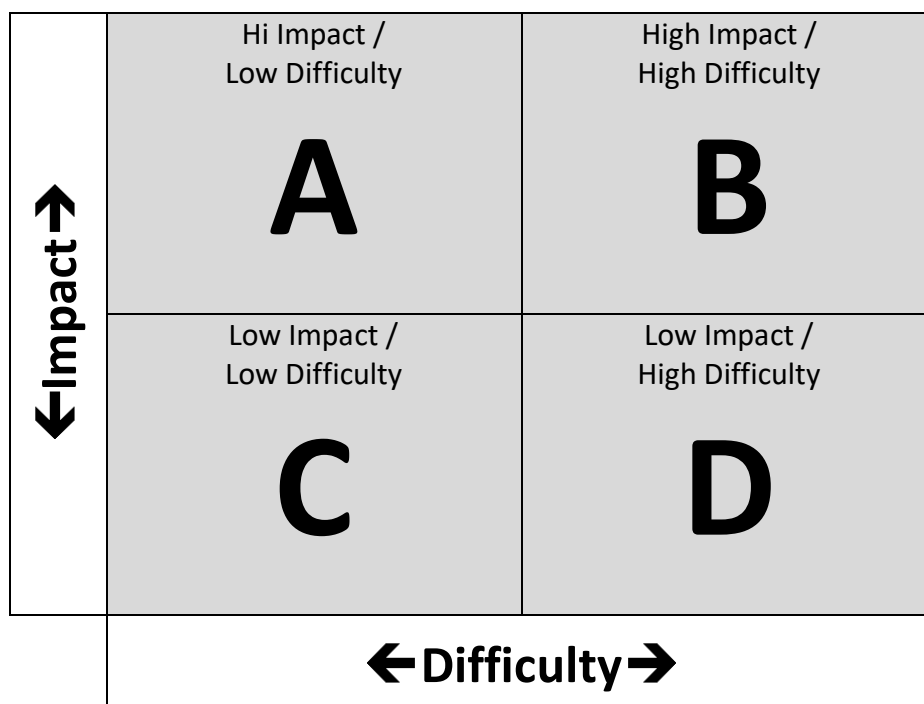 Hi Impact /
Low Difficulty
A
High Impact /
High Difficulty
B
←Impact→
Low Impact /
Low Difficulty
C
Low Impact /
High Difficulty
D
←Difficulty→